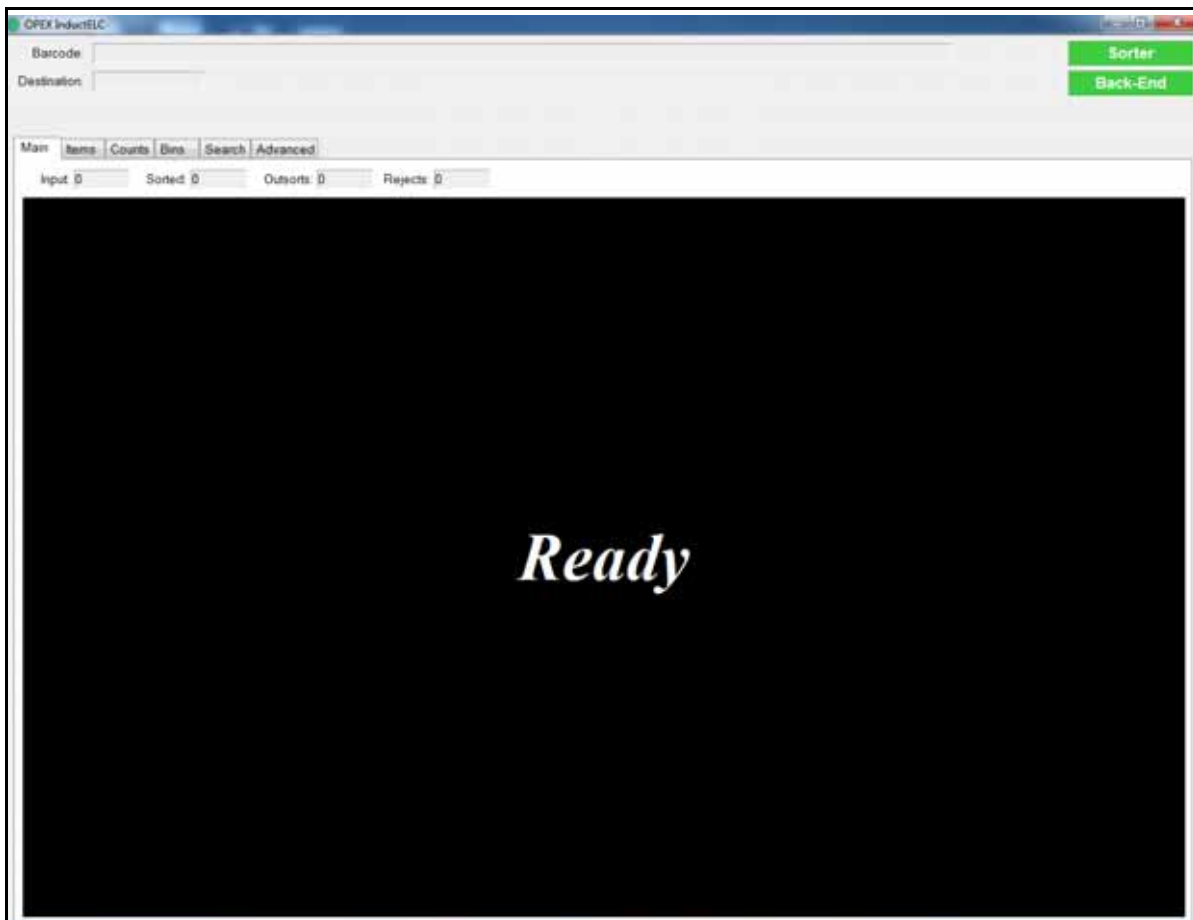 OPEX InductELC
Barcode
Sorter
Destination
Back-End
Main Items Counts Bins Search Advanced
Input: 0 Sorted: 0 Outsorts: 0 Rejects: 0
Ready